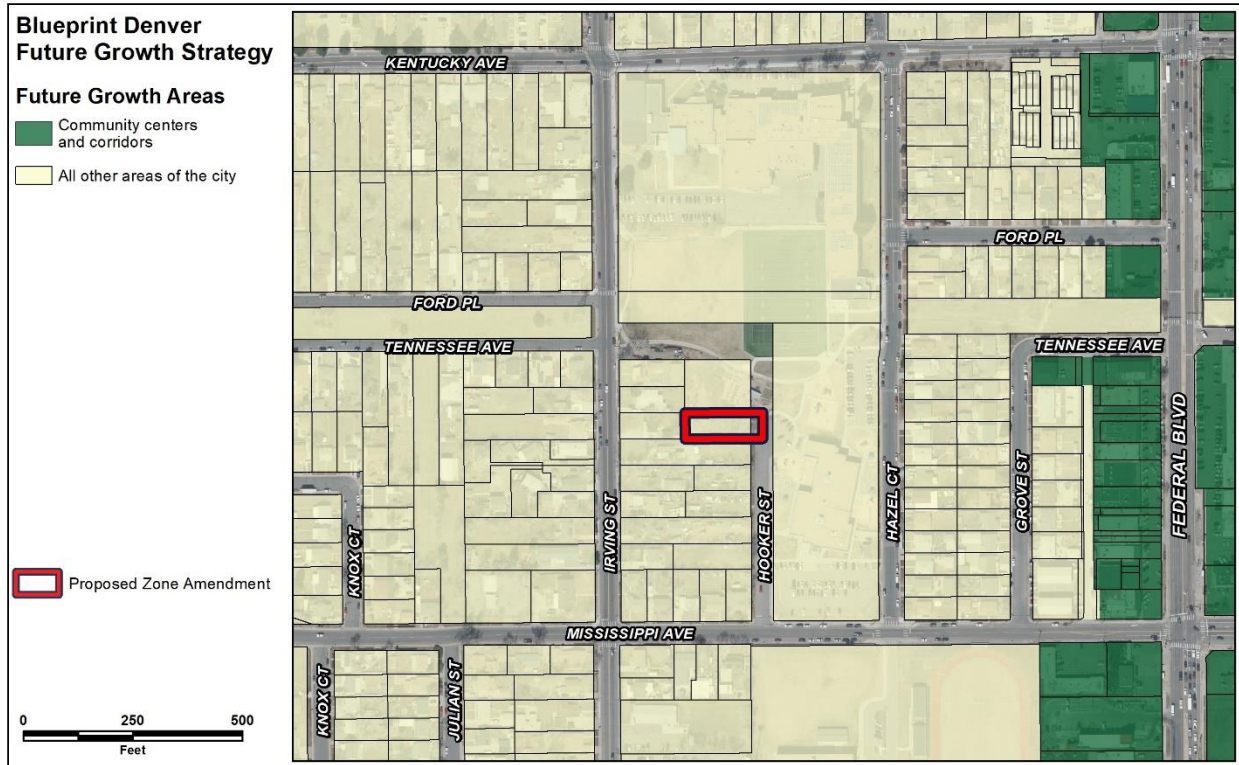 Blueprint Denver
Future Growth Strategy
Future Growth Areas
Community centers
and corridors
All other areas of the city
Proposed Zone Amendment
0 250 500
Feet
KENTUCKY AVE
FORD PL
FORD PL
TENNESSEE AVE
TENNESSEE AVE
KNOX CT
IRVING ST
HOOKER ST
HAZEL CT
GROVE ST
FEDERAL BLVD
MISSISSIPPI AVE
KNOX CT
JULIAN ST